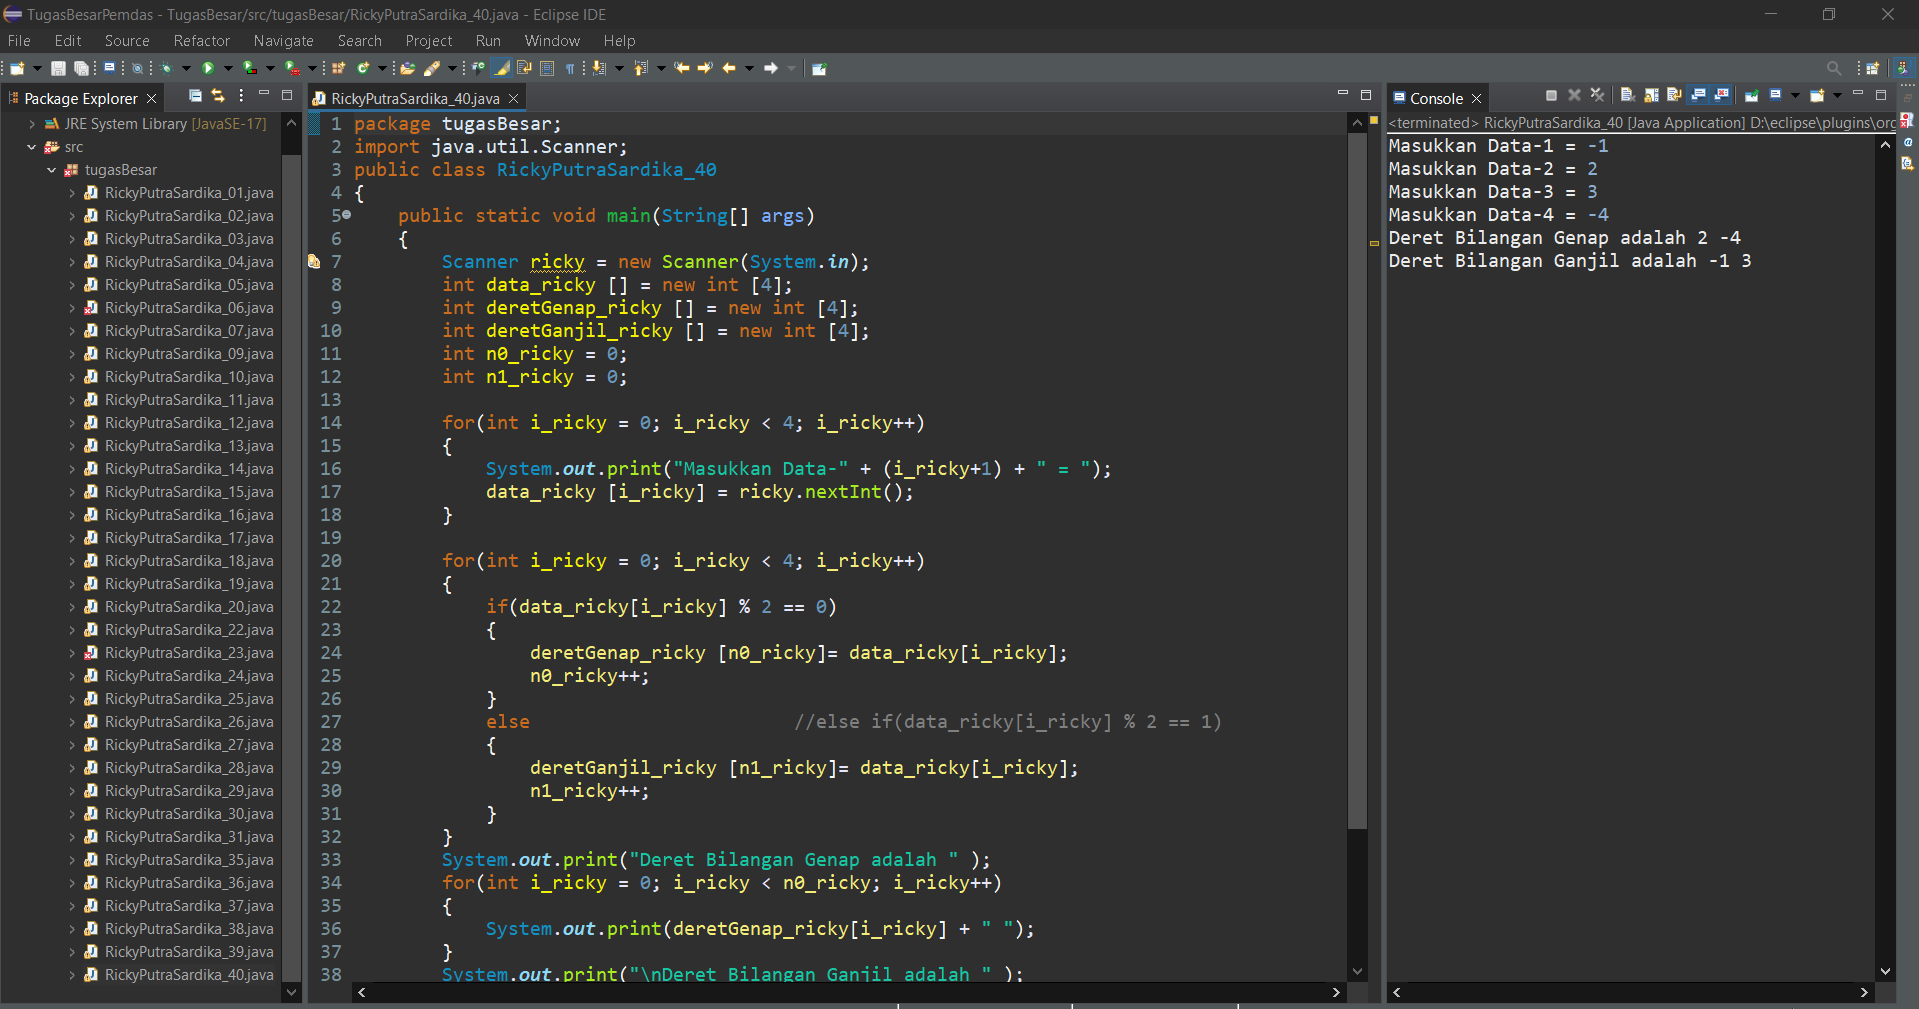 TugasBesarPemdas - TugasBesar/src/tugasBesar/RickyPutraSardika_40.java - Eclipse IDE
File Edit Source Refactor Navigate Search Project Run Window Help
Package Explorer
JRE System Library [JavaSE-17]
src
tugasBesar
RickyPutraSardika_01.java
RickyPutraSardika_02.java
RickyPutraSardika_03.java
RickyPutraSardika_04.java
RickyPutraSardika_05.java
RickyPutraSardika_06.java
RickyPutraSardika_07.java
RickyPutraSardika_09.java
RickyPutraSardika_10.java
RickyPutraSardika_11.java
RickyPutraSardika_12.java
RickyPutraSardika_13.java
RickyPutraSardika_14.java
RickyPutraSardika_15.java
RickyPutraSardika_16.java
RickyPutraSardika_17.java
RickyPutraSardika_18.java
RickyPutraSardika_19.java
RickyPutraSardika_20.java
RickyPutraSardika_22.java
RickyPutraSardika_23.java
RickyPutraSardika_24.java
RickyPutraSardika_25.java
RickyPutraSardika_26.java
RickyPutraSardika_27.java
RickyPutraSardika_28.java
RickyPutraSardika_29.java
RickyPutraSardika_30.java
RickyPutraSardika_31.java
RickyPutraSardika_35.java
RickyPutraSardika_36.java
RickyPutraSardika_37.java
RickyPutraSardika_38.java
RickyPutraSardika_39.java
RickyPutraSardika_40.java
RickyPutraSardika_40.java
1 package tugasBesar;
2 import java.util.Scanner;
3 public class RickyPutraSardika_40
4 {
5 public static void main(String[] args)
6 {
7 Scanner ricky = new Scanner(System.in);
8 int data_ricky [] = new int [4];
9 int deretGenap_ricky [] = new int [4];
10 int deretGanjil_ricky [] = new int [4];
11 int n0_ricky = 0;
12 int n1_ricky = 0;
13
14 for(int i_ricky = 0; i_ricky < 4; i_ricky++)
15 {
16 System.out.print("Masukkan Data-" + (i_ricky+1) + " = ");
17 data_ricky [i_ricky] = ricky.nextInt();
18 }
19
20 for(int i_ricky = 0; i_ricky < 4; i_ricky++)
21 {
22 if(data_ricky[i_ricky] % 2 == 0)
23 {
24 deretGenap_ricky [n0_ricky]= data_ricky[i_ricky];
25 n0_ricky++;
26 }
27 else //else if(data_ricky[i_ricky] % 2 == 1)
28 {
29 deretGanjil_ricky [n1_ricky]= data_ricky[i_ricky];
30 n1_ricky++;
31 }
32 }
33 System.out.print("Deret Bilangan Genap adalah " );
34 for(int i_ricky = 0; i_ricky < n0_ricky; i_ricky++)
35 {
36 System.out.print(deretGenap_ricky[i_ricky] + " ");
37 }
38 System.out.print("\nDeret Bilangan Ganjil adalah " );
Console
<terminated> RickyPutraSardika_40 [Java Application] D:\eclipse\plugins\org
Masukkan Data-1 = -1
Masukkan Data-2 = 2
Masukkan Data-3 = 3
Masukkan Data-4 = -4
Deret Bilangan Genap adalah 2 -4
Deret Bilangan Ganjil adalah -1 3